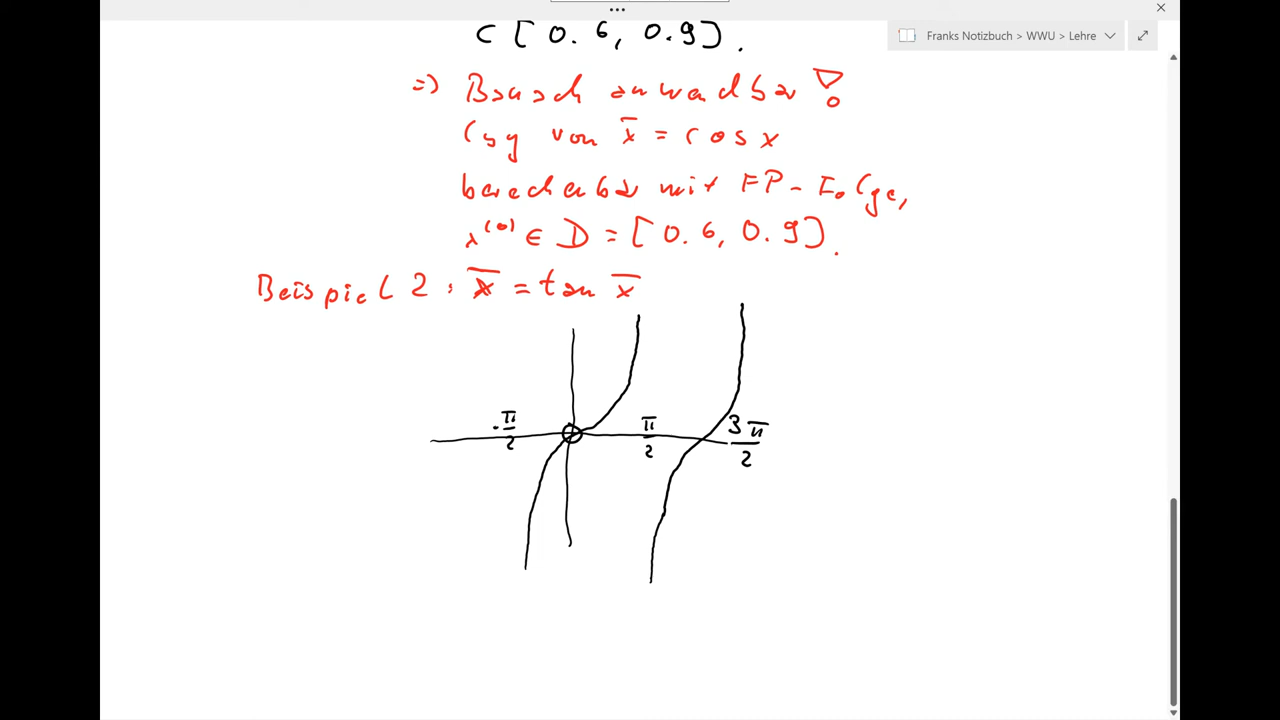 ⊂ [0.6, 0.9].
Franks Notizbuch > WWU > Lehre
=> Banach anwendbar !
Lsg von x̄ = cos x
berechenbar mit FP-Folge,
x⁽⁰⁾ ∈ D = [0.6, 0.9].
Beispiel 2: x̄ = tan x̄
-π/2
π/2
3π/2